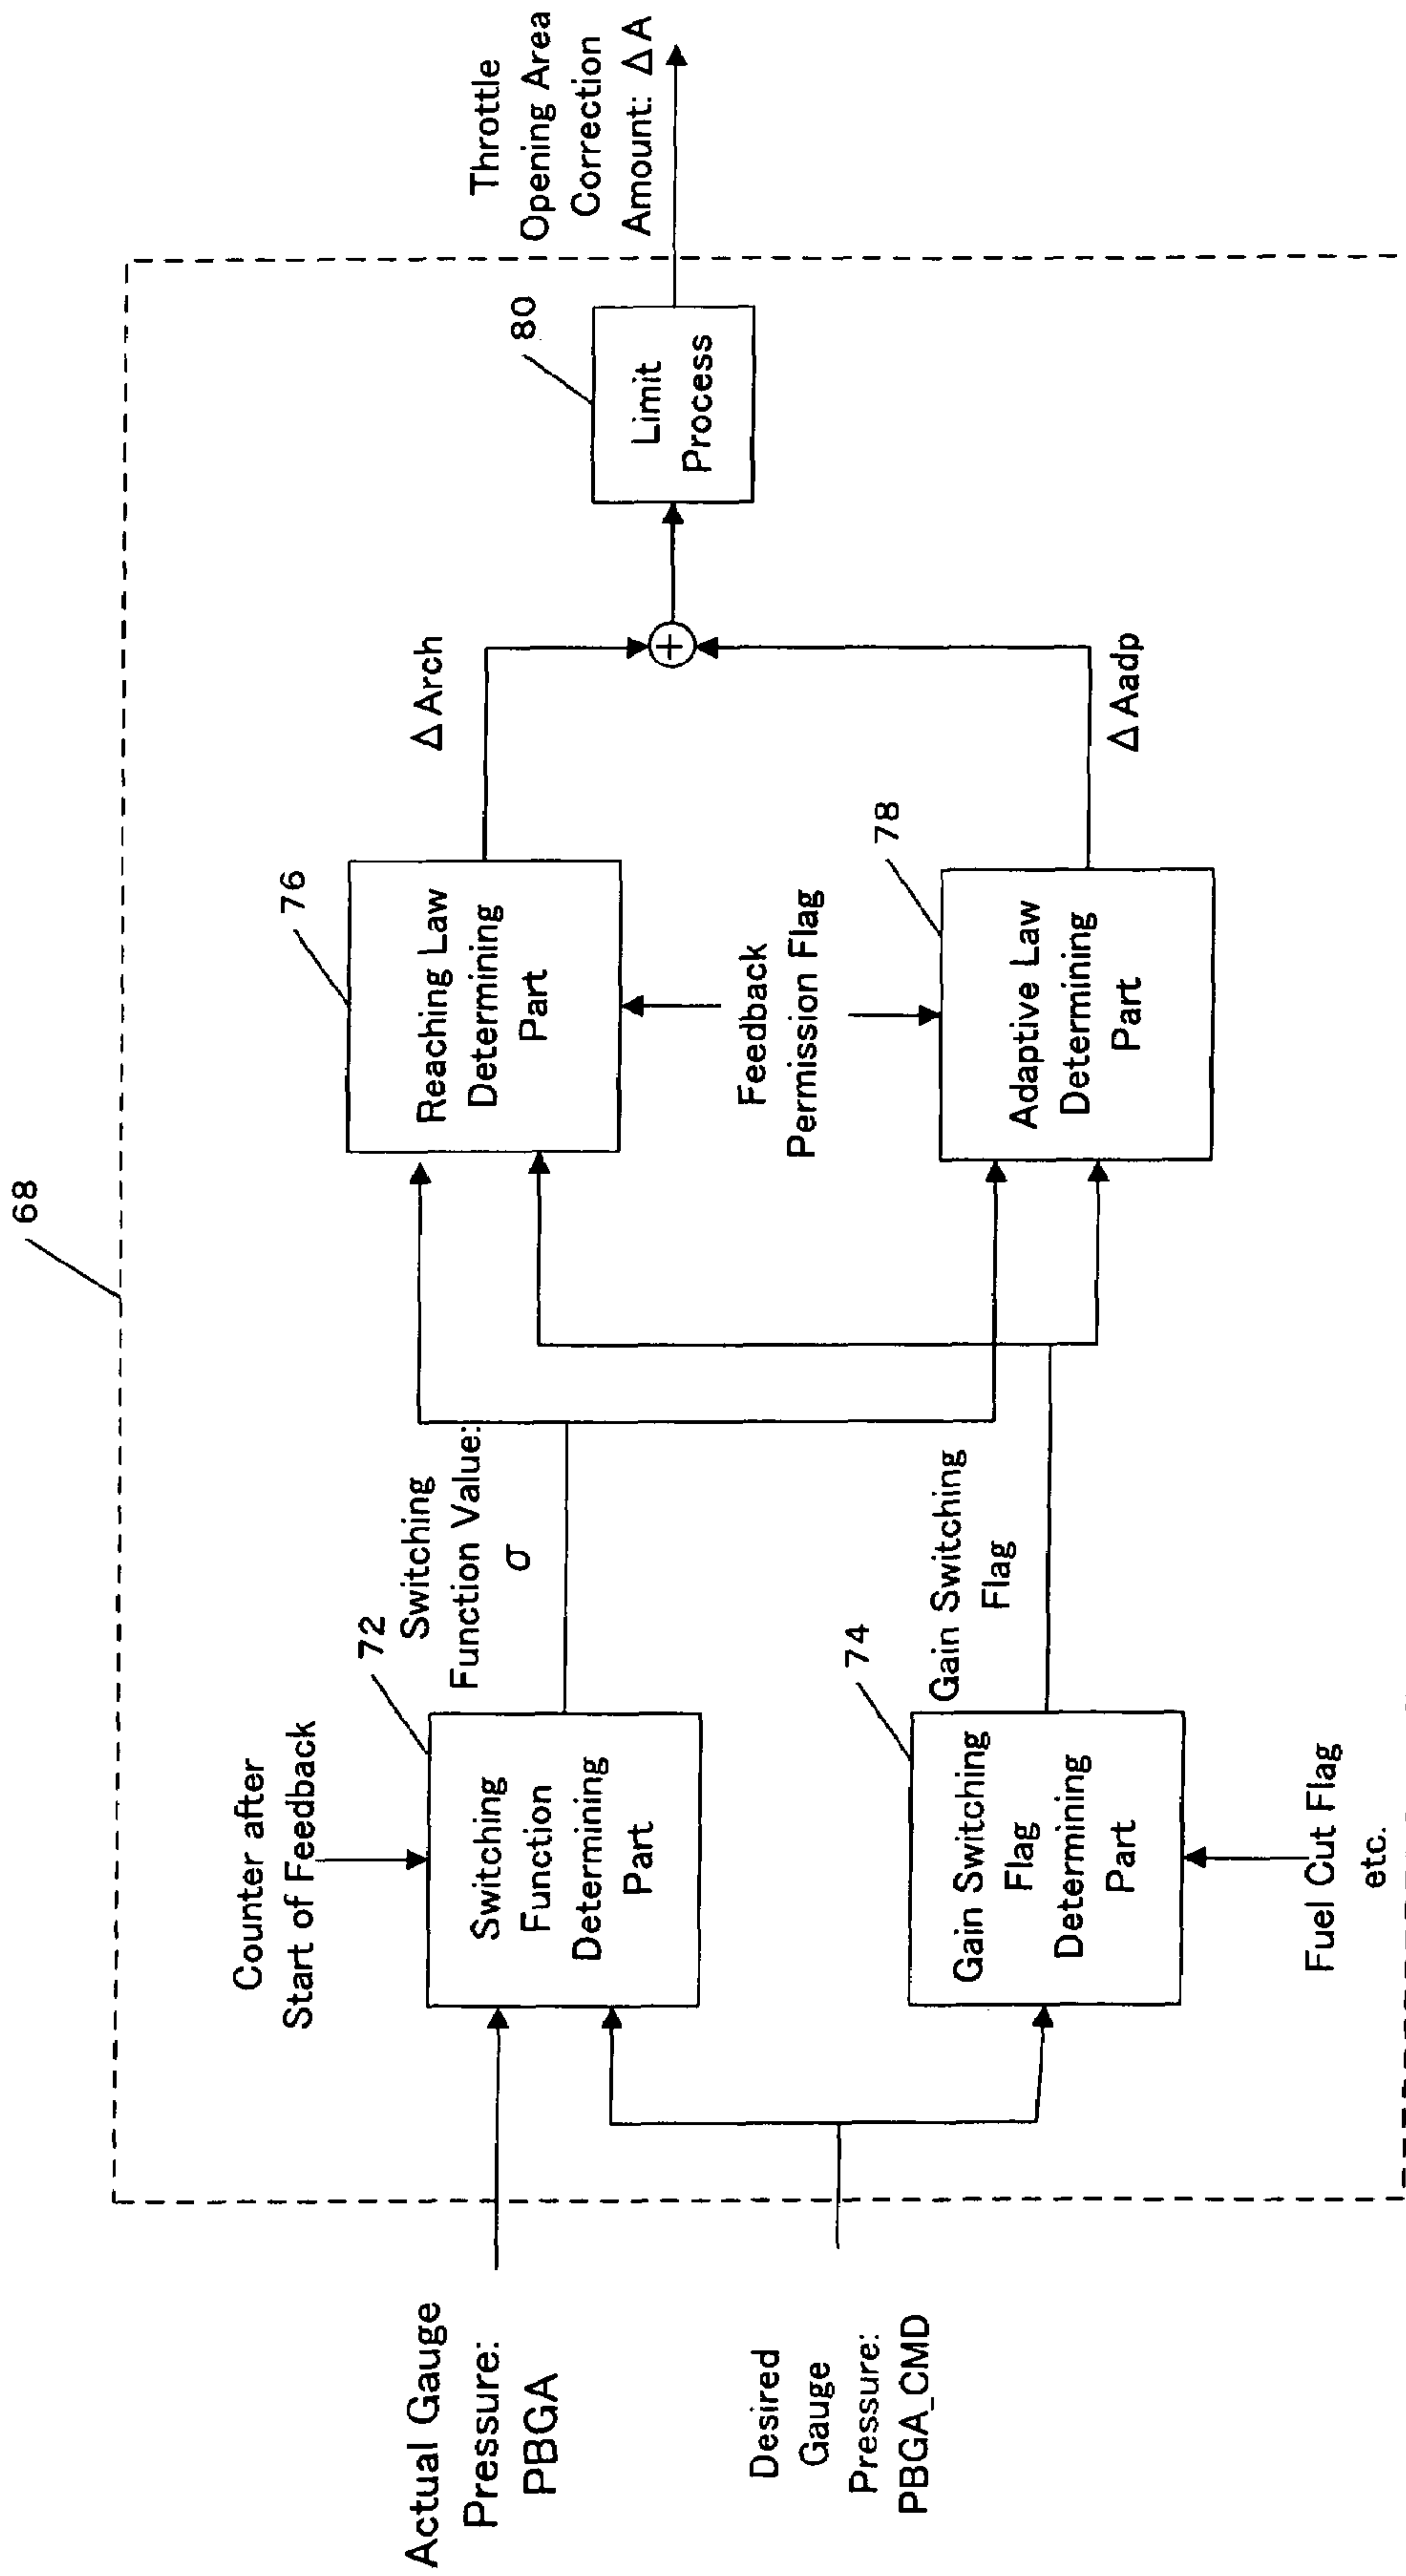 68
Actual Gauge
Pressure:
PBGA
Desired
Gauge
Pressure:
PBGA_CMD
Counter after
Start of Feedback
72
Switching
Function
Determining
Part
Switching
Function Value:
σ
74
Gain Switching
Flag
Determining
Part
Gain Switching
Flag
Fuel Cut Flag
etc.
76
Reaching Law
Determining
Part
Feedback
Permission Flag
78
Adaptive Law
Determining
Part
ΔArch
ΔAadp
+
80
Limit
Process
Throttle
Opening Area
Correction
Amount: ΔA